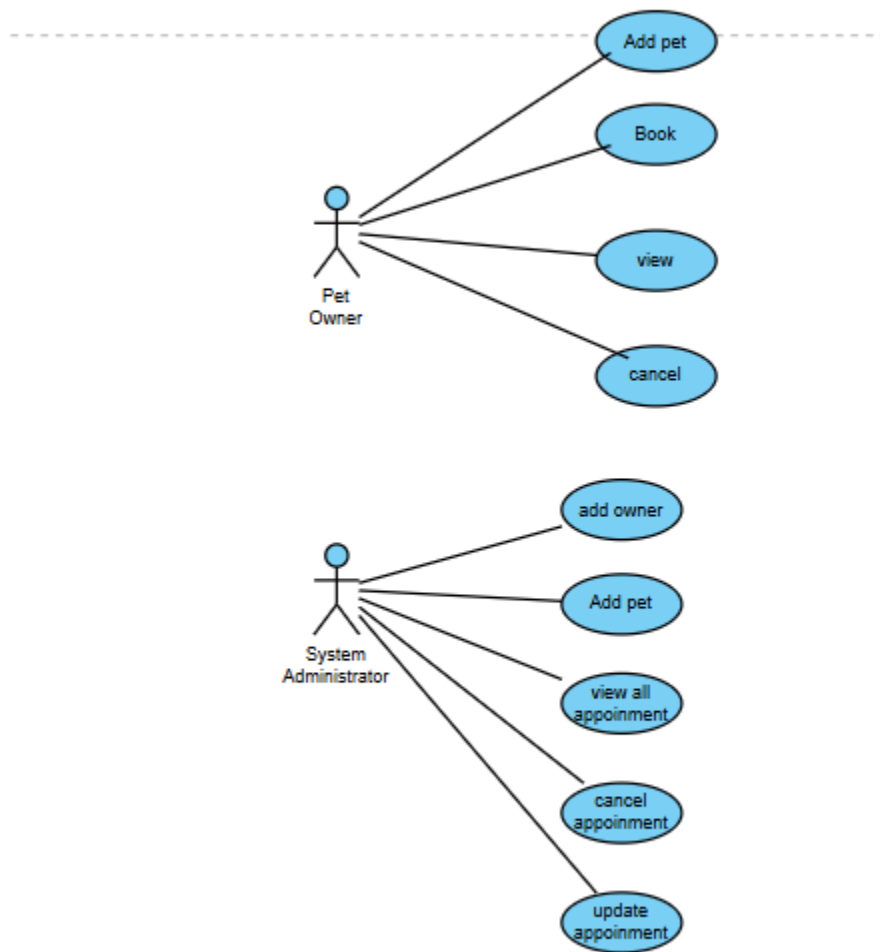 Add pet
Book
view
cancel
Pet
Owner
add owner
Add pet
view all
appoinment
cancel
appoinment
update
appoinment
System
Administrator